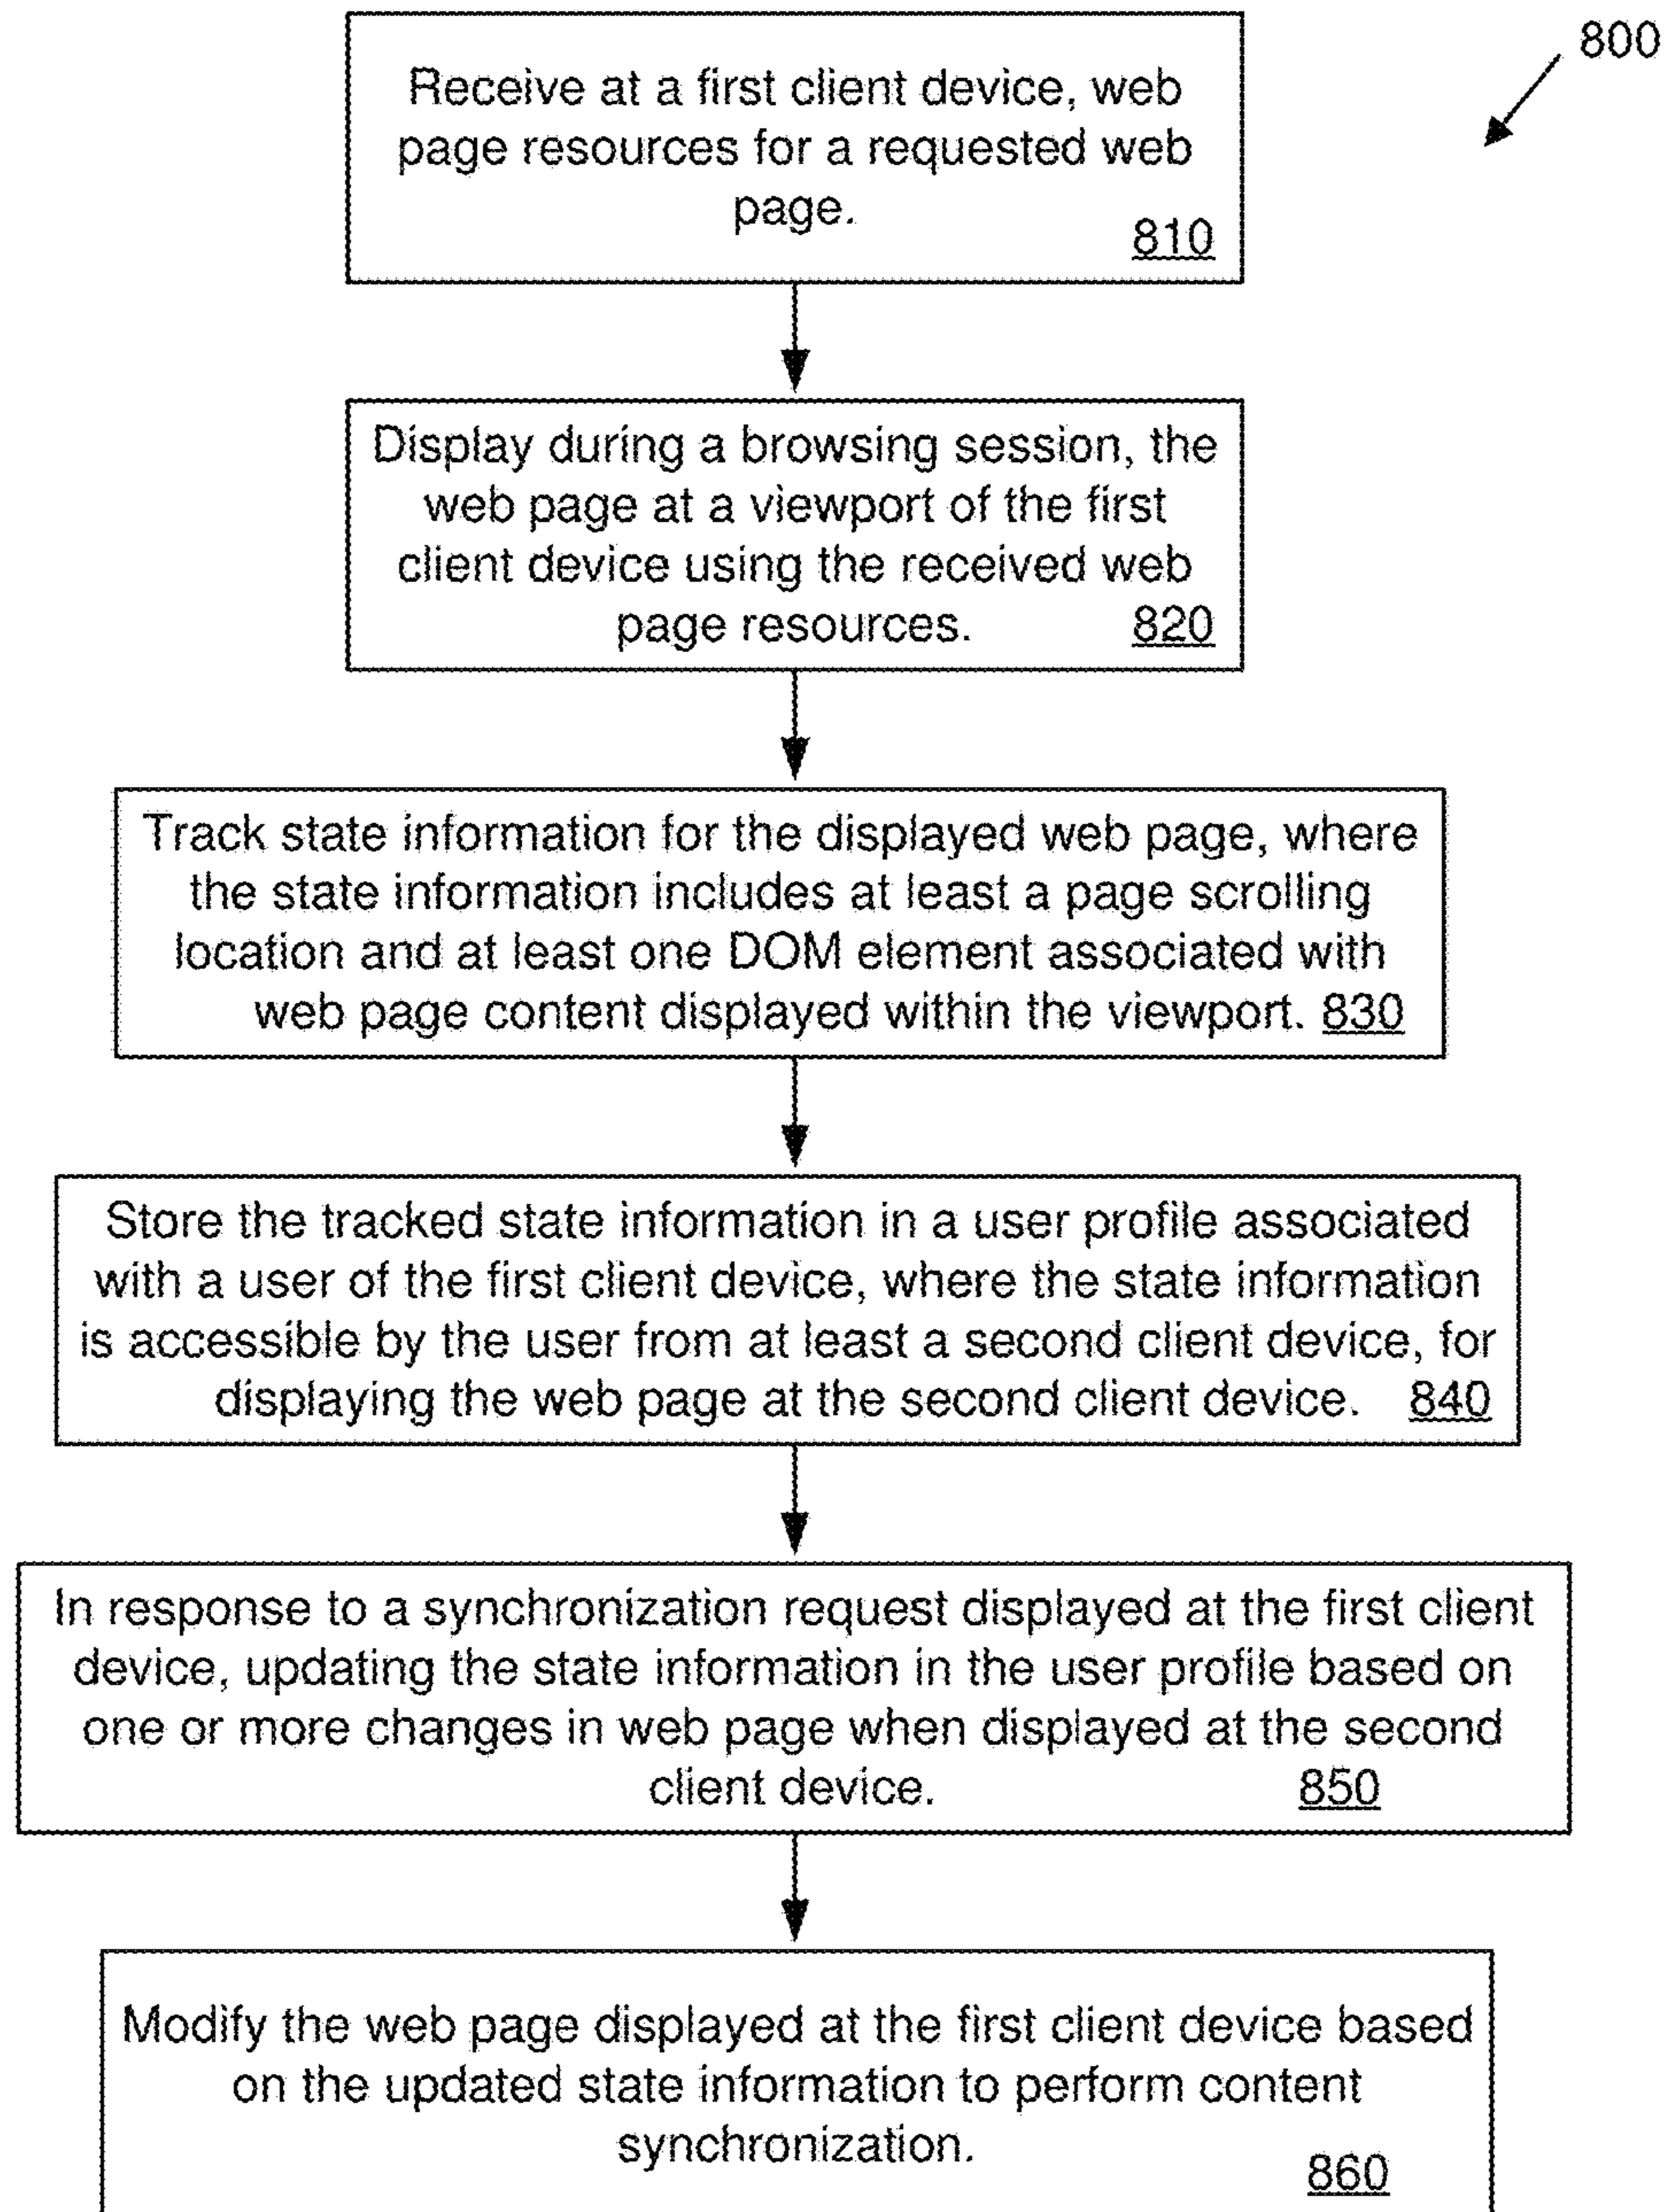 800
Receive at a first client device, web
page resources for a requested web
page.
810
Display during a browsing session, the
web page at a viewport of the first
client device using the received web
page resources. 820
Track state information for the displayed web page, where
the state information includes at least a page scrolling
location and at least one DOM element associated with
web page content displayed within the viewport. 830
Store the tracked state information in a user profile associated
with a user of the first client device, where the state information
is accessible by the user from at least a second client device, for
displaying the web page at the second client device. 840
In response to a synchronization request displayed at the first client
device, updating the state information in the user profile based on
one or more changes in web page when displayed at the second
client device. 850
Modify the web page displayed at the first client device based
on the updated state information to perform content
synchronization.
860